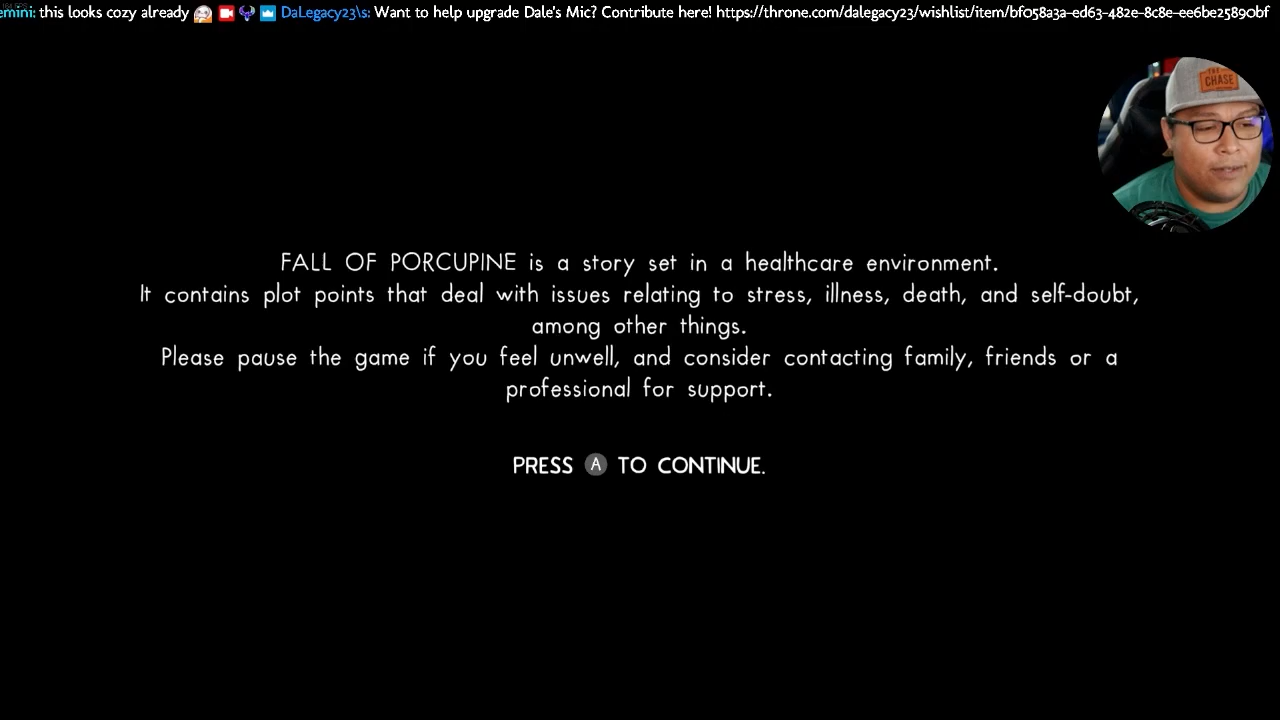 emini: this looks cozy already DaLegacy23\s: Want to help upgrade Dale's Mic? Contribute here! https://throne.com/dalegacy23/wishlist/item/bf058a3a-ed63-482e-8c8e-ee6be25890bf
THE
CHASE
FALL OF PORCUPINE is a story set in a healthcare environment.
It contains plot points that deal with issues relating to stress, illness, death, and self-doubt,
among other things.
Please pause the game if you feel unwell, and consider contacting family, friends or a
professional for support.
PRESS A TO CONTINUE.